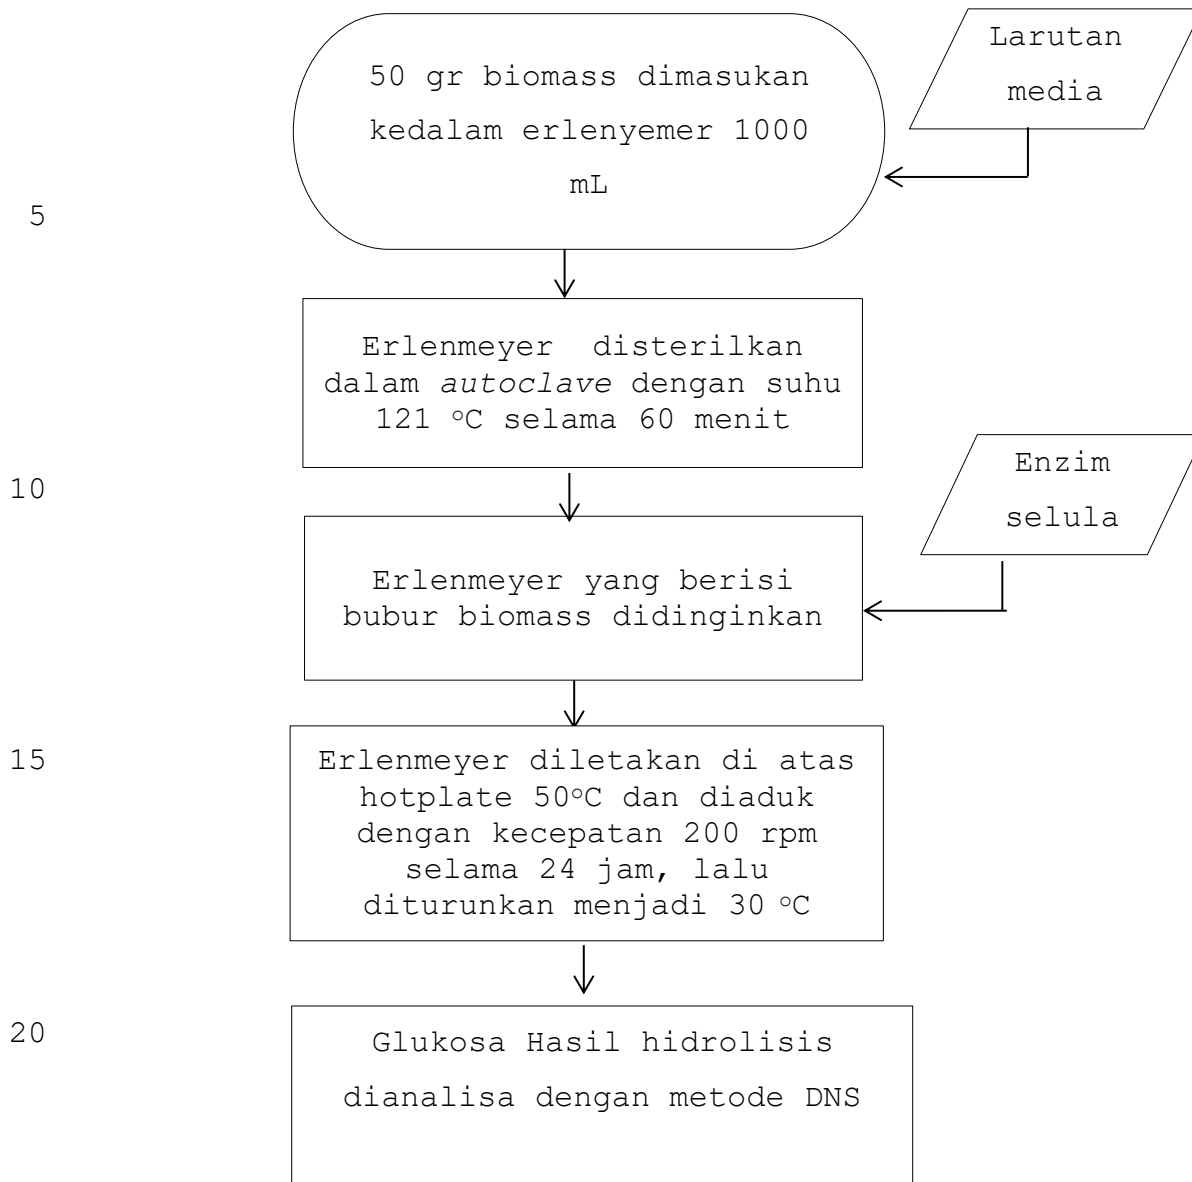 50 gr biomass dimasukan
kedalam erlenyemer 1000
mL
Larutan
media
5
Erlenmeyer disterilkan
dalam autoclave dengan suhu
121 °C selama 60 menit
10
Enzim
selula
Erlenmeyer yang berisi
bubur biomass didinginkan
15
Erlenmeyer diletakan di atas
hotplate 50°C dan diaduk
dengan kecepatan 200 rpm
selama 24 jam, lalu
diturunkan menjadi 30 °C
20
Glukosa Hasil hidrolisis
dianalisa dengan metode DNS